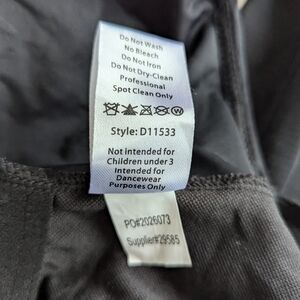 Do Not Wash
No Bleach
Do Not Iron
Do Not Dry-Clean
Professional
Spot Clean Only
Style: D11533
Not intended for
Children under 3
Intended for
Dancewear
Purposes Only
PO#2026073
Supplier#29585